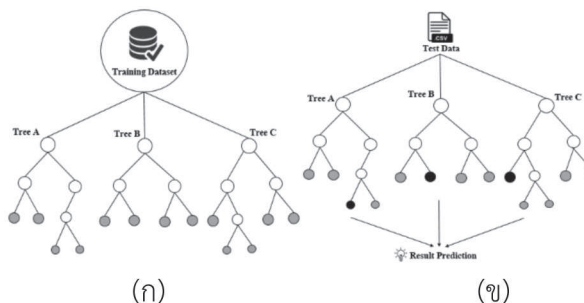 Training Dataset
Tree A
Tree B
Tree C
(ก)
CSV
Test Data
Tree A
Tree B
Tree C
Result Prediction
(ข)